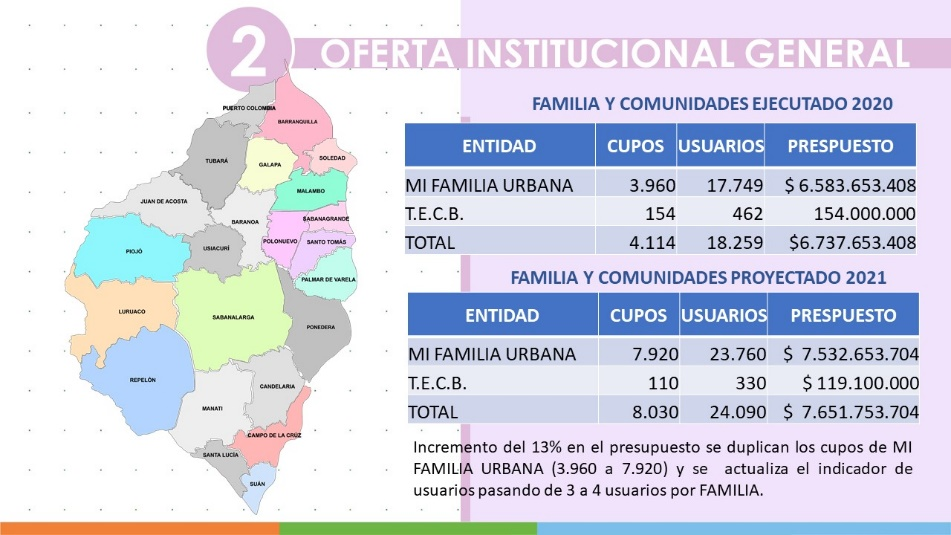 2 OFERTA INSTITUCIONAL GENERAL
PUERTO COLOMBIA
BARRANQUILLA
TUBARÁ
GALAPA
SOLEDAD
MALAMBO
JUAN DE ACOSTA
BARANOA
SABANAGRANDE
POLONUEVO
SANTO TOMÁS
PIOJÓ
USIACURÍ
PALMAR DE VARELA
LURUACO
SABANALARGA
PONEDERA
REPELÓN
CANDELARIA
MANATI
CAMPO DE LA CRUZ
SANTA LUCÍA
SUÁN
FAMILIA Y COMUNIDADES EJECUTADO 2020
ENTIDAD CUPOS USUARIOS PRESPUESTO
MI FAMILIA URBANA 3.960 17.749 $ 6.583.653.408
T.E.C.B. 154 462 154.000.000
TOTAL 4.114 18.259 $6.737.653.408
FAMILIA Y COMUNIDADES PROYECTADO 2021
ENTIDAD CUPOS USUARIOS PRESPUESTO
MI FAMILIA URBANA 7.920 23.760 $ 7.532.653.704
T.E.C.B. 110 330 $ 119.100.000
TOTAL 8.030 24.090 $ 7.651.753.704
Incremento del 13% en el presupuesto se duplican los cupos de MI
FAMILIA URBANA (3.960 a 7.920) y se actualiza el indicador de
usuarios pasando de 3 a 4 usuarios por FAMILIA.